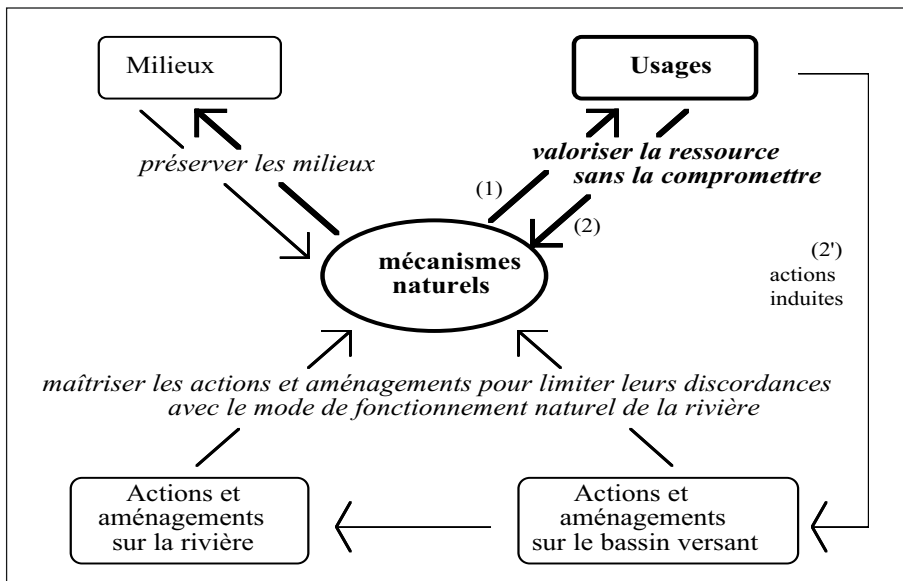 Milieux
Usages
préserver les milieux
valoriser la ressource
sans la compromettre
(1)
(2)
(2')
actions
induites
mécanismes
naturels
maîtriser les actions et aménagements pour limiter leurs discordances
avec le mode de fonctionnement naturel de la rivière
Actions et
aménagements
sur la rivière
Actions et
aménagements
sur le bassin versant